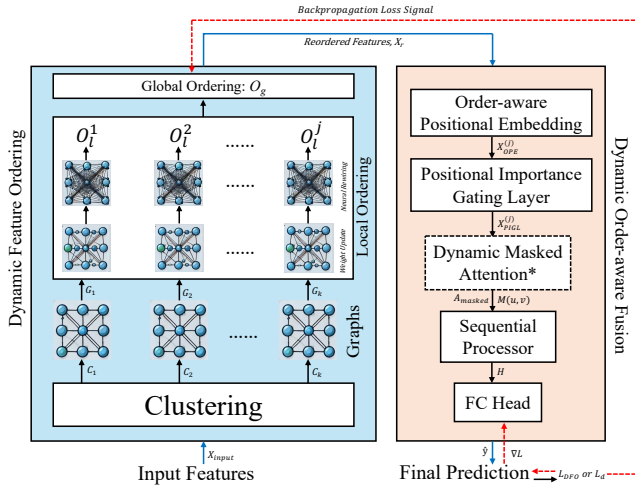 Backpropagation Loss Signal
Reordered Features, X_r
Dynamic Feature Ordering
Global Ordering: O_g
O_l^1 O_l^2 ...... O_l^j
......
Neural Rewiring
Local Ordering
......
Weight Update
G_1 G_2 G_k
......
Graphs
C_1 C_2 C_k
Clustering
X_input
Input Features
Order-aware
Positional Embedding
X_OPE^(j)
Positional Importance
Gating Layer
X_PIGL^(j)
Dynamic Masked
Attention*
A_masked M(u, v)
Sequential
Processor
H
FC Head
Dynamic Order-aware Fusion
ŷ ∇L
Final Prediction
L_DFO or L_d